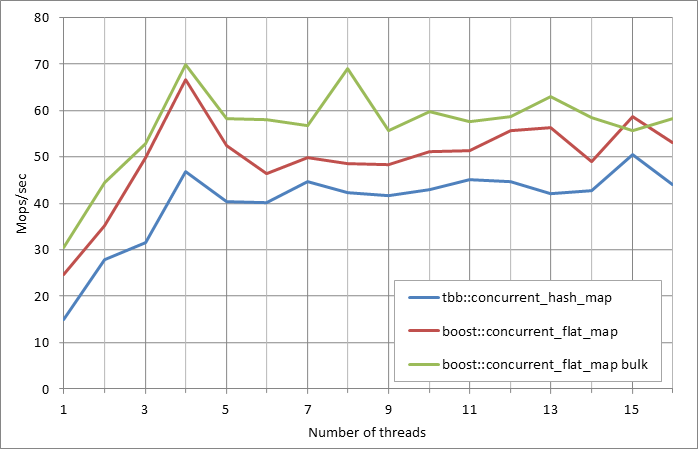 80
70
60
50
40
30
20
10
0
Mops/sec
tbb::concurrent_hash_map
boost::concurrent_flat_map
boost::concurrent_flat_map bulk
1 3 5 7 9 11 13 15
Number of threads